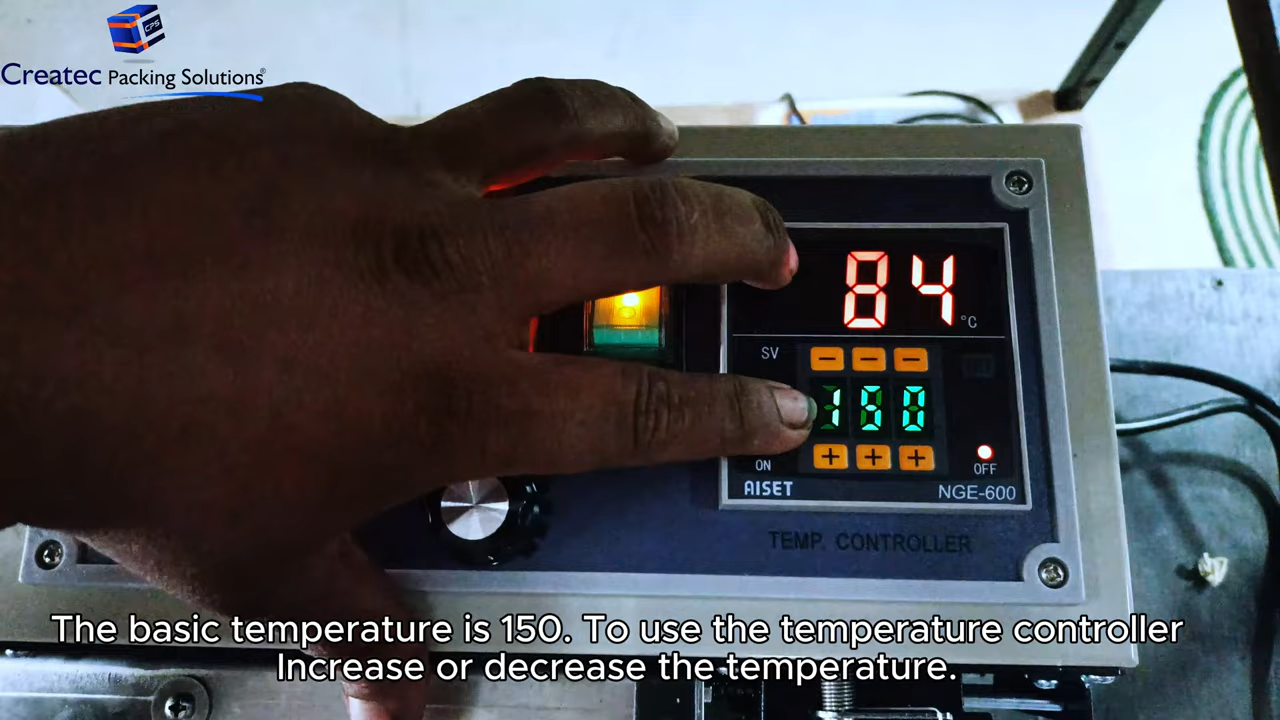 CPS
Createc Packing Solutions®
84
°C
SV
− − −
+ + +
ON
OFF
AISET
NGE-600
TEMP. CONTROLLER
The basic temperature is 150. To use the temperature controller
Increase or decrease the temperature.